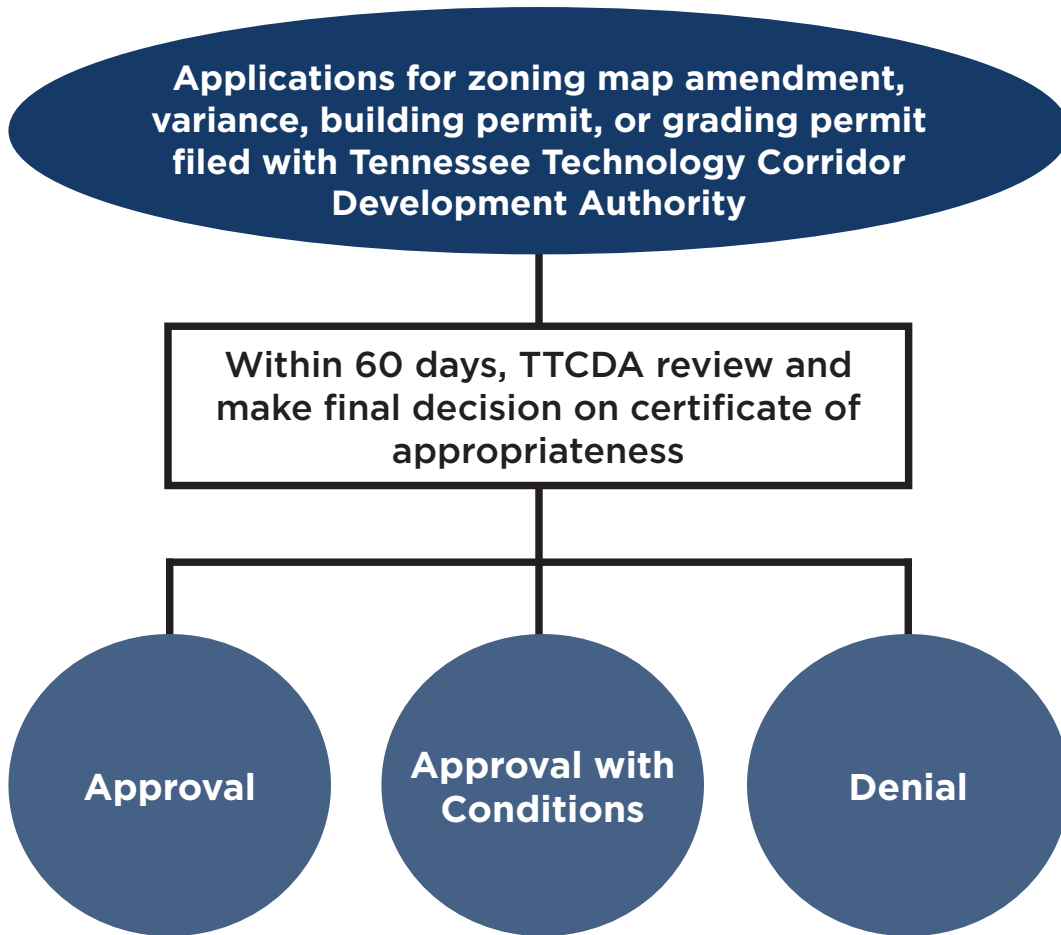 Applications for zoning map amendment,
variance, building permit, or grading permit
filed with Tennessee Technology Corridor
Development Authority
Within 60 days, TTCDA review and
make final decision on certificate of
appropriateness
Approval
Approval with
Conditions
Denial